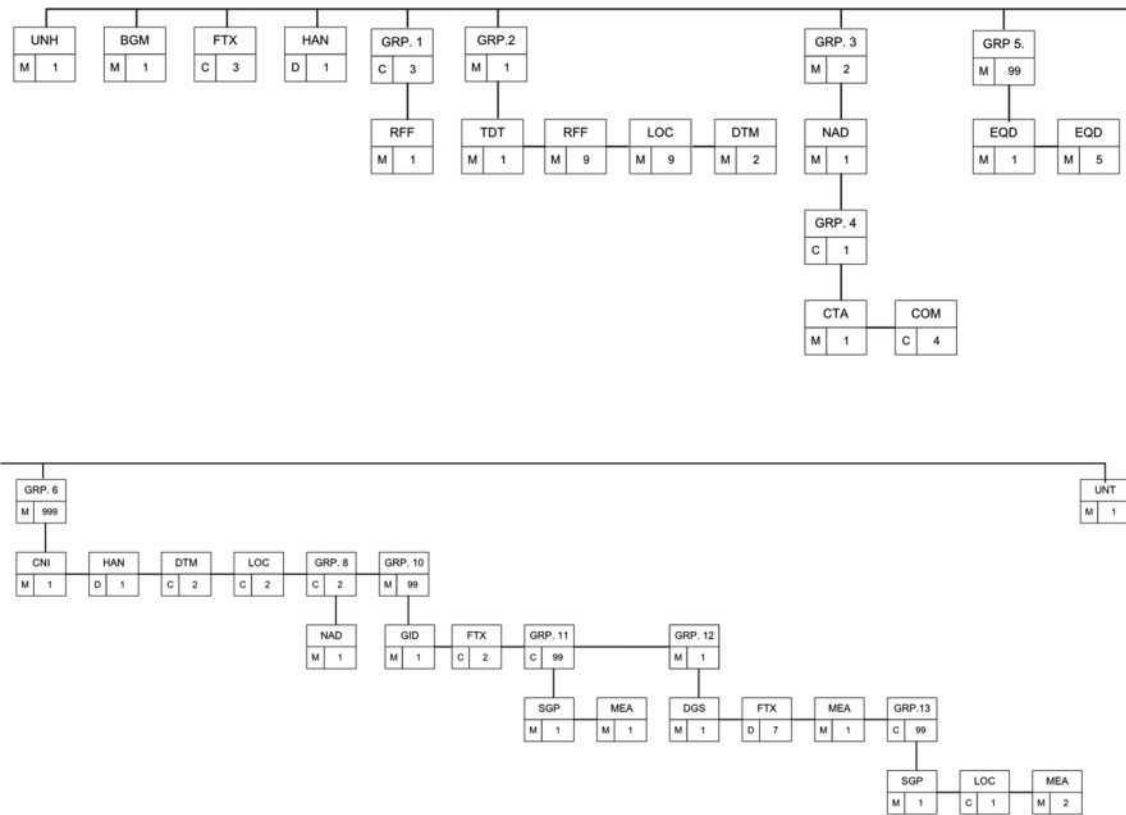 UNH BGM FTX HAN GRP. 1 GRP.2 GRP. 3 GRP 5.
M 1 M 1 C 3 D 1 C 3 M 1 M 2 M 99
RFF TDT RFF LOC DTM NAD EQD EQD
M 1 M 1 M 9 M 9 M 2 M 1 M 1 M 5
GRP. 4
C 1
CTA COM
M 1 C 4
GRP. 6 UNT
M 999 M 1
CNI HAN DTM LOC GRP. 8 GRP. 10
M 1 D 1 C 2 C 2 C 2 M 99
NAD GID FTX GRP. 11 GRP. 12
M 1 M 1 C 2 C 99 M 1
SGP MEA DGS FTX MEA GRP.13
M 1 M 1 M 1 D 7 M 1 C 99
SGP LOC MEA
M 1 C 1 M 2